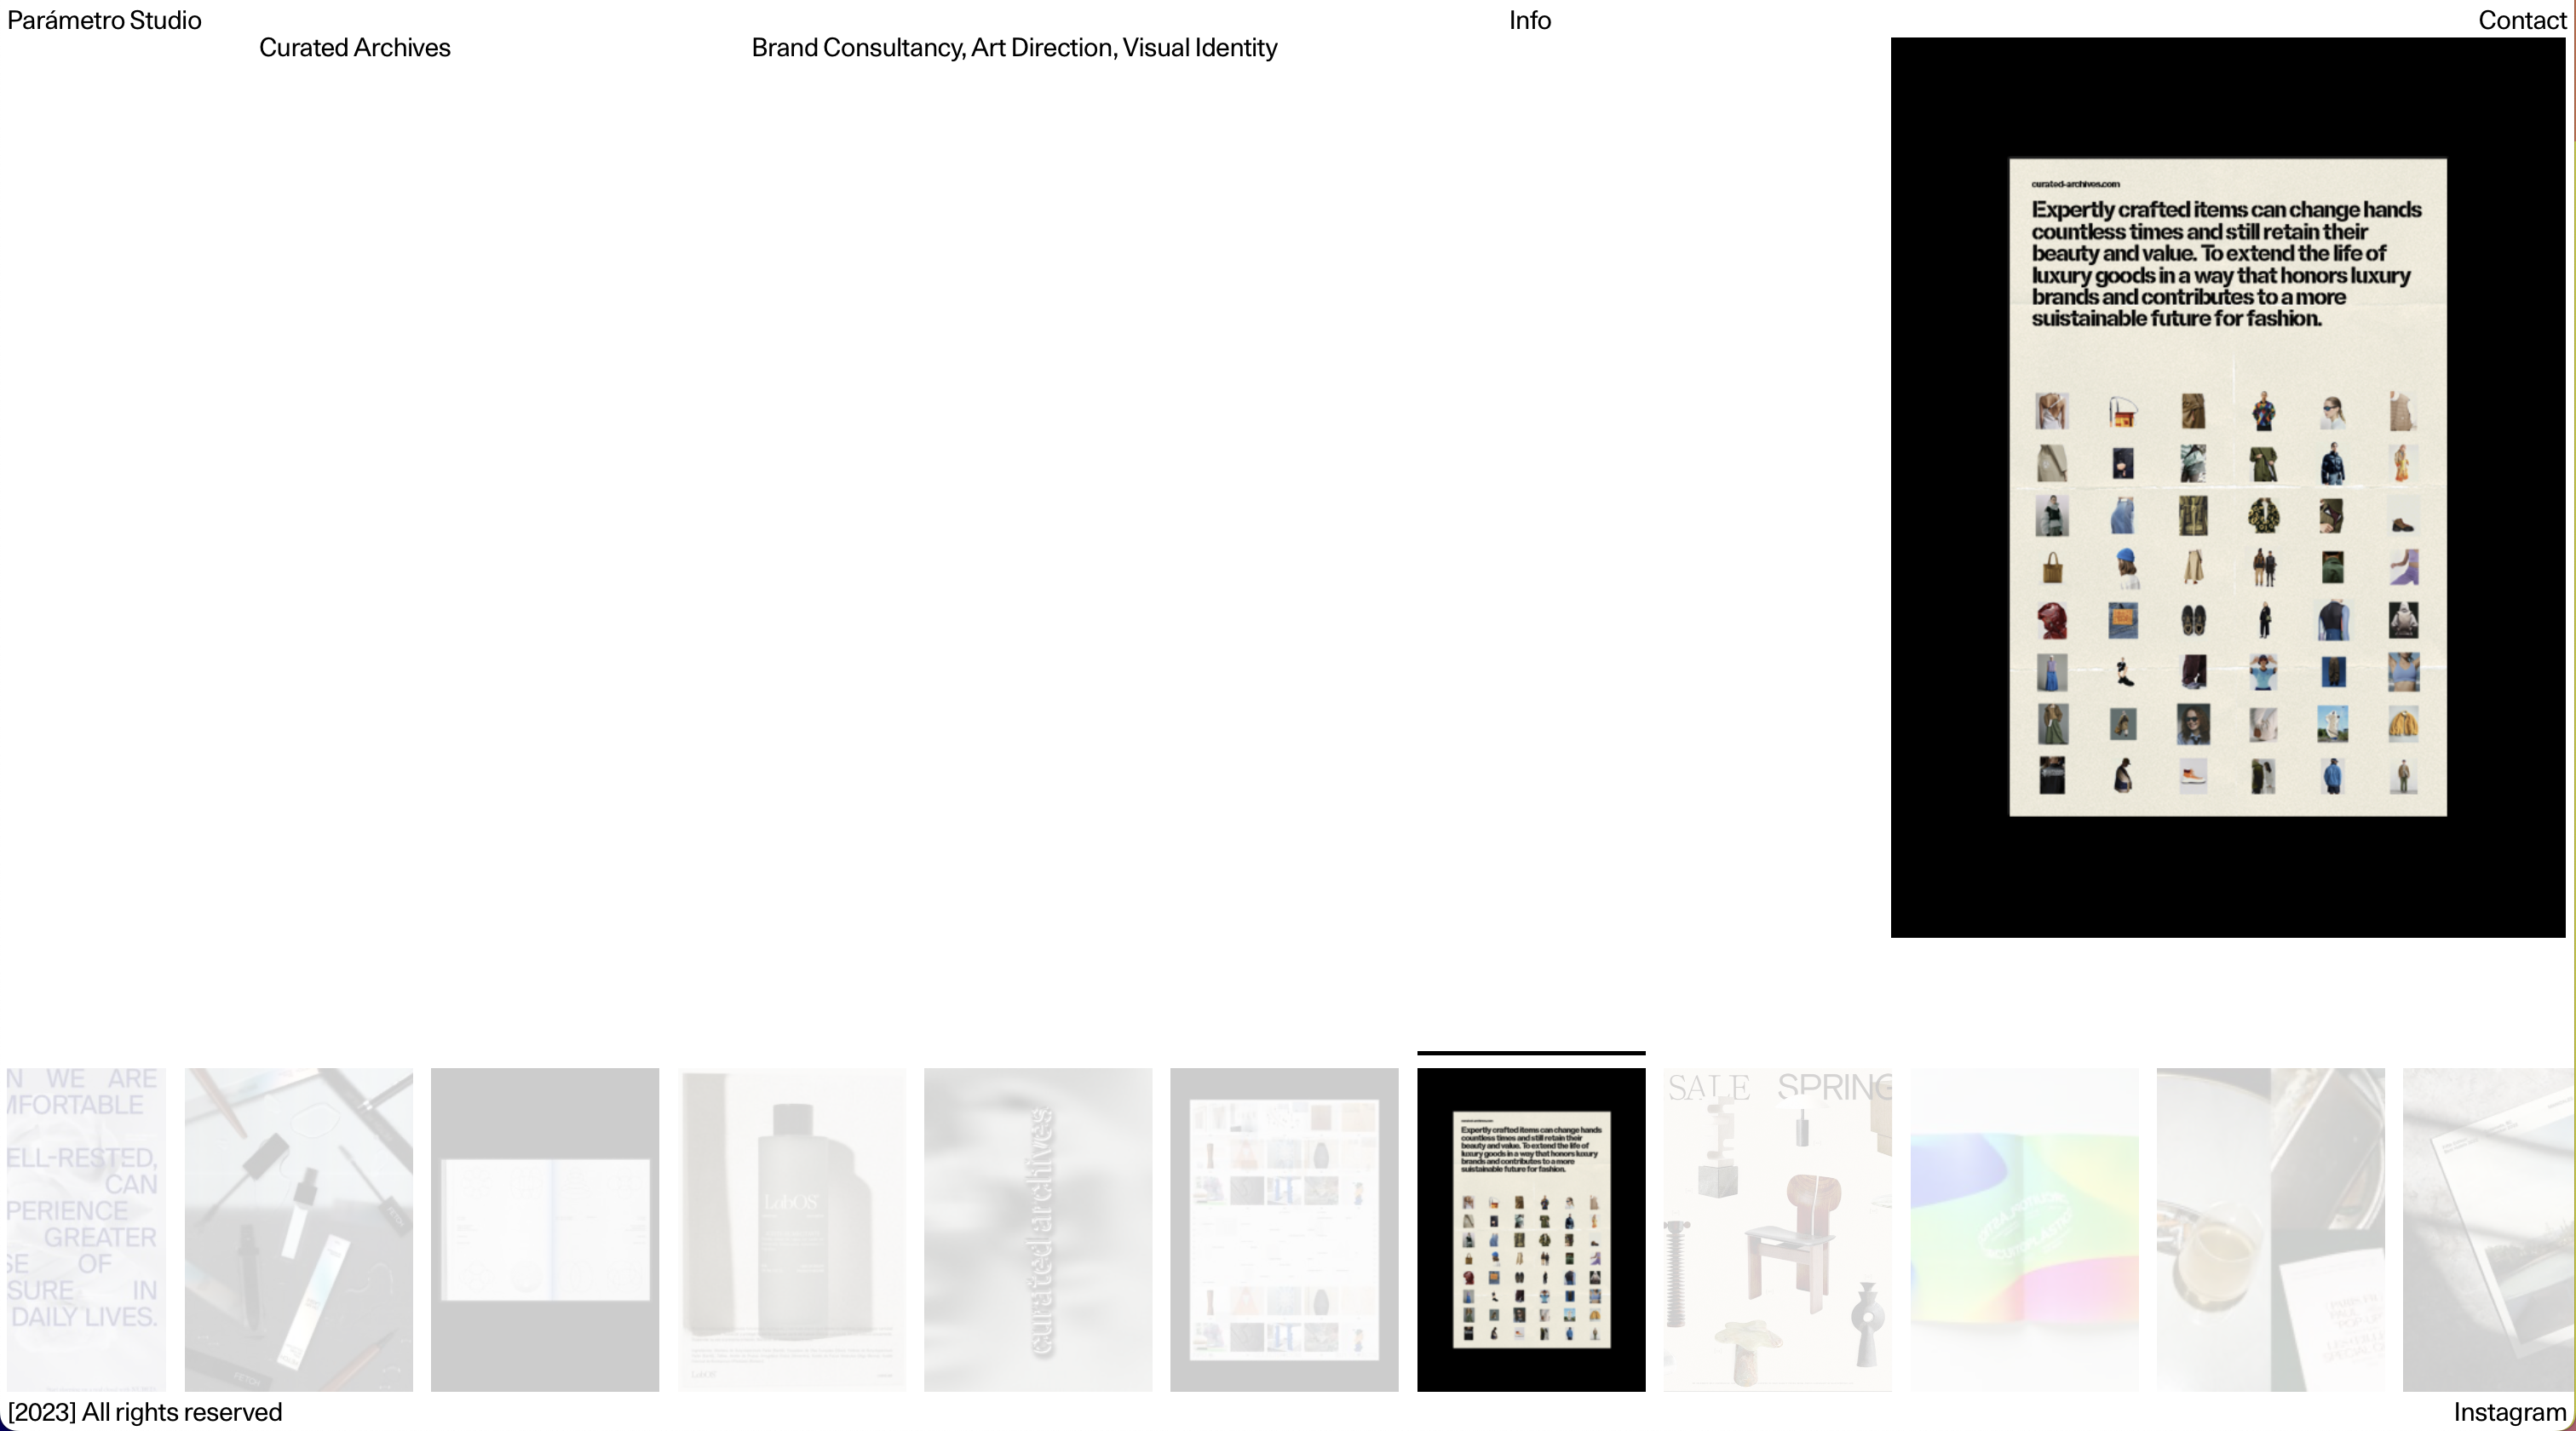 Parámetro Studio
Info
Contact
Curated Archives
Brand Consultancy, Art Direction, Visual Identity
curated-archives.com
Expertly crafted items can change hands
countless times and still retain their
beauty and value. To extend the life of
luxury goods in a way that honors luxury
brands and contributes to a more
suistainable future for fashion.
N WE ARE
MFORTABLE
ELL-RESTED,
CAN
PERIENCE
GREATER
SE OF
SURE IN
DAILY LIVES.
FETCH
LabOS
LabOS
curated archives
Expertly crafted items can change hands
countless times and still retain their
beauty and value. To extend the life of
luxury goods in a way that honors luxury
brands and contributes to a more
suistainable future for fashion.
SALE SPRING
[2023] All rights reserved
Instagram